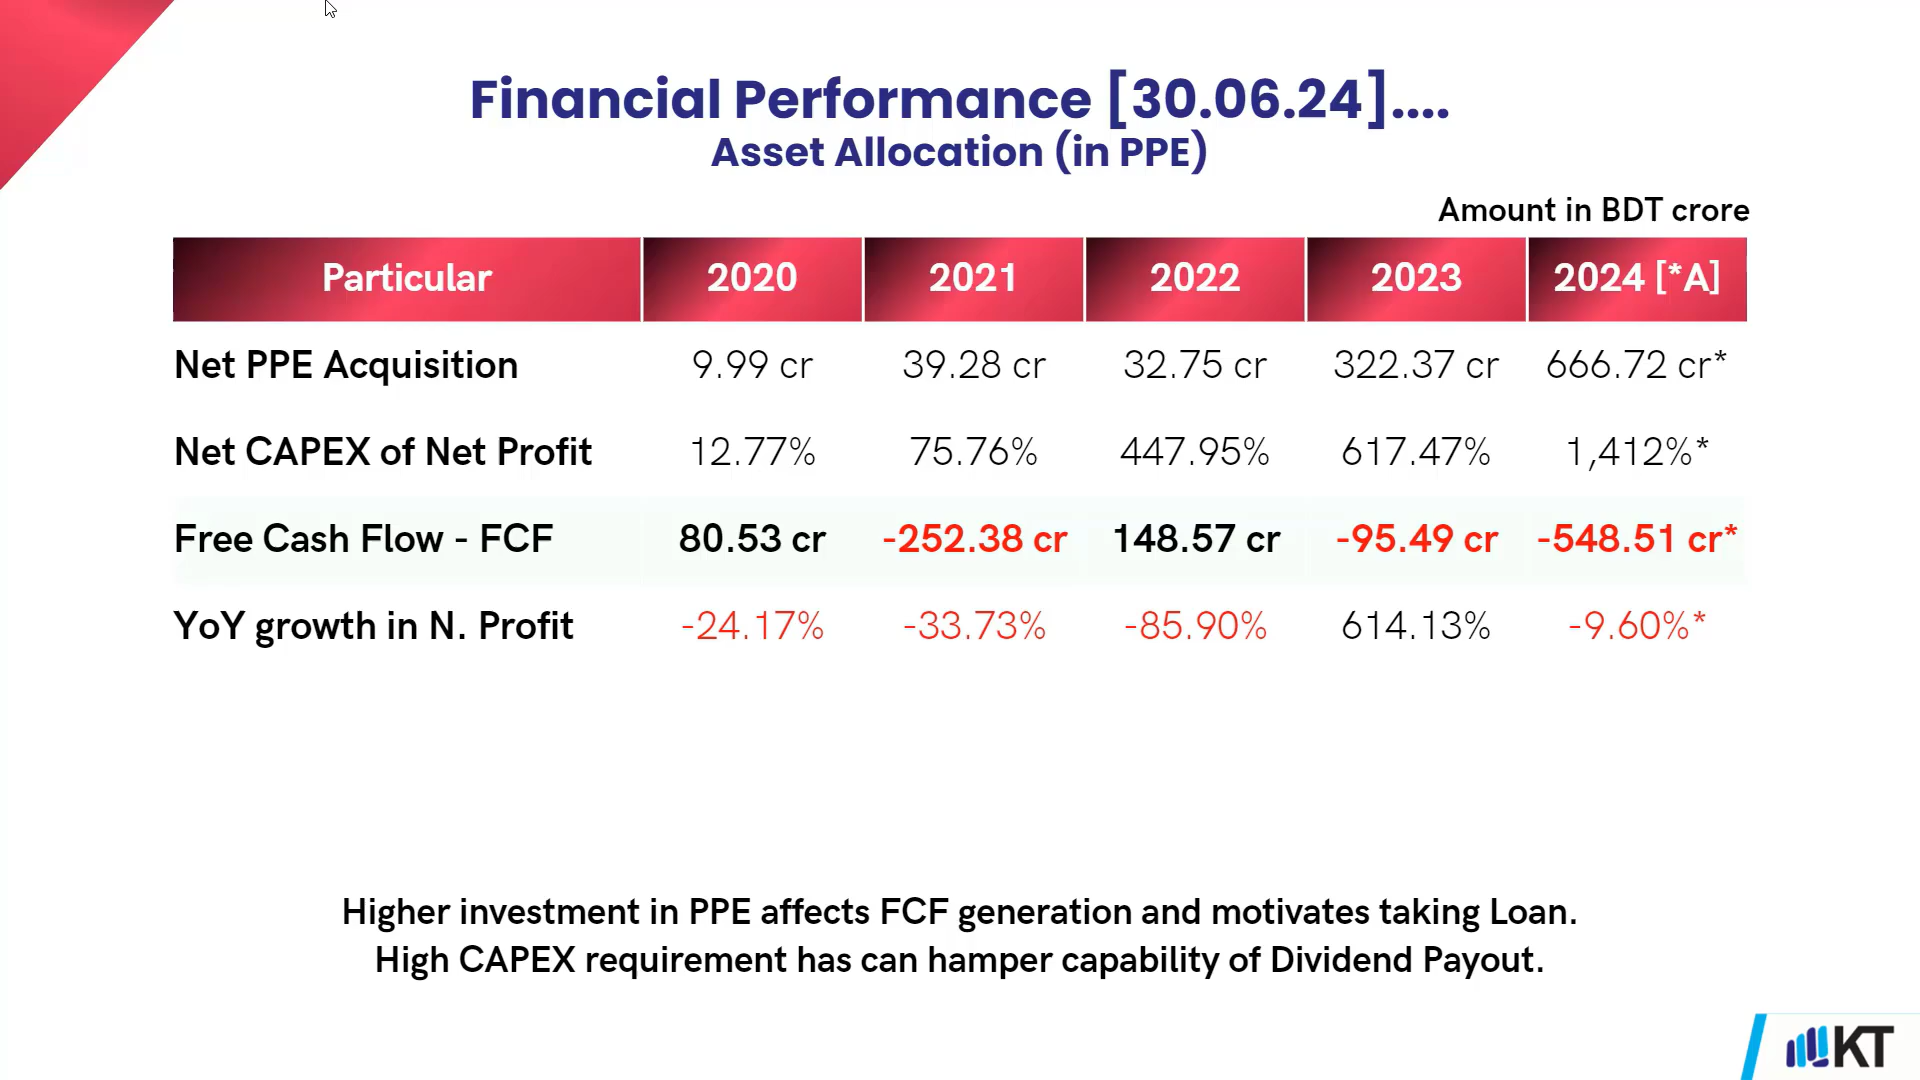 Financial Performance [30.06.24]....
Asset Allocation (in PPE)
Amount in BDT crore
Particular 2020 2021 2022 2023 2024 [*A]
Net PPE Acquisition 9.99 cr 39.28 cr 32.75 cr 322.37 cr 666.72 cr*
Net CAPEX of Net Profit 12.77% 75.76% 447.95% 617.47% 1,412%*
Free Cash Flow - FCF 80.53 cr -252.38 cr 148.57 cr -95.49 cr -548.51 cr*
YoY growth in N. Profit -24.17% -33.73% -85.90% 614.13% -9.60%*
Higher investment in PPE affects FCF generation and motivates taking Loan.
High CAPEX requirement has can hamper capability of Dividend Payout.
KT